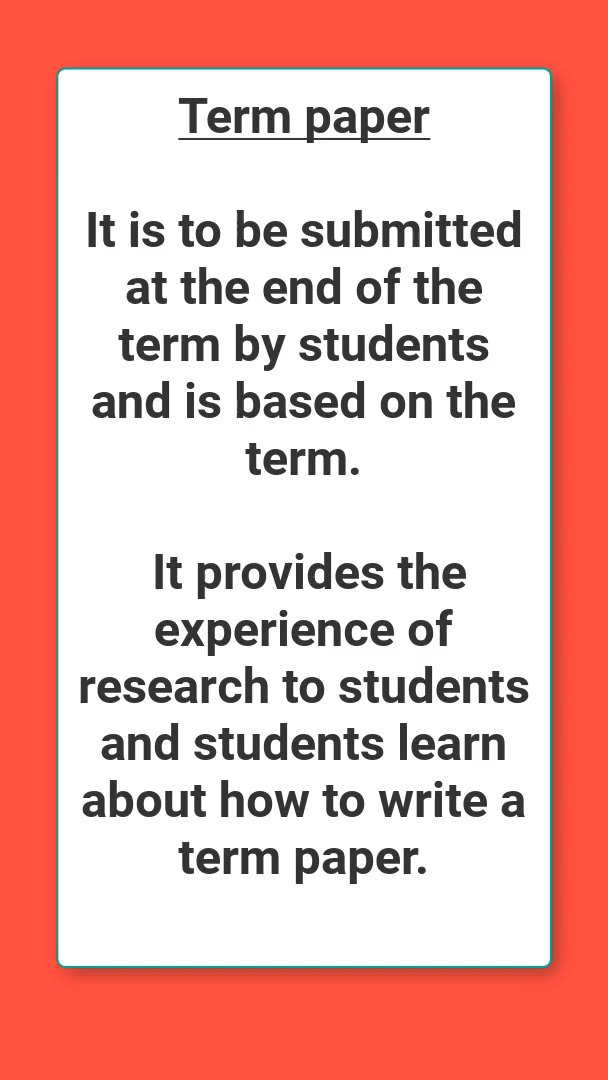 Term paper
It is to be submitted
at the end of the
term by students
and is based on the
term.
It provides the
experience of
research to students
and students learn
about how to write a
term paper.